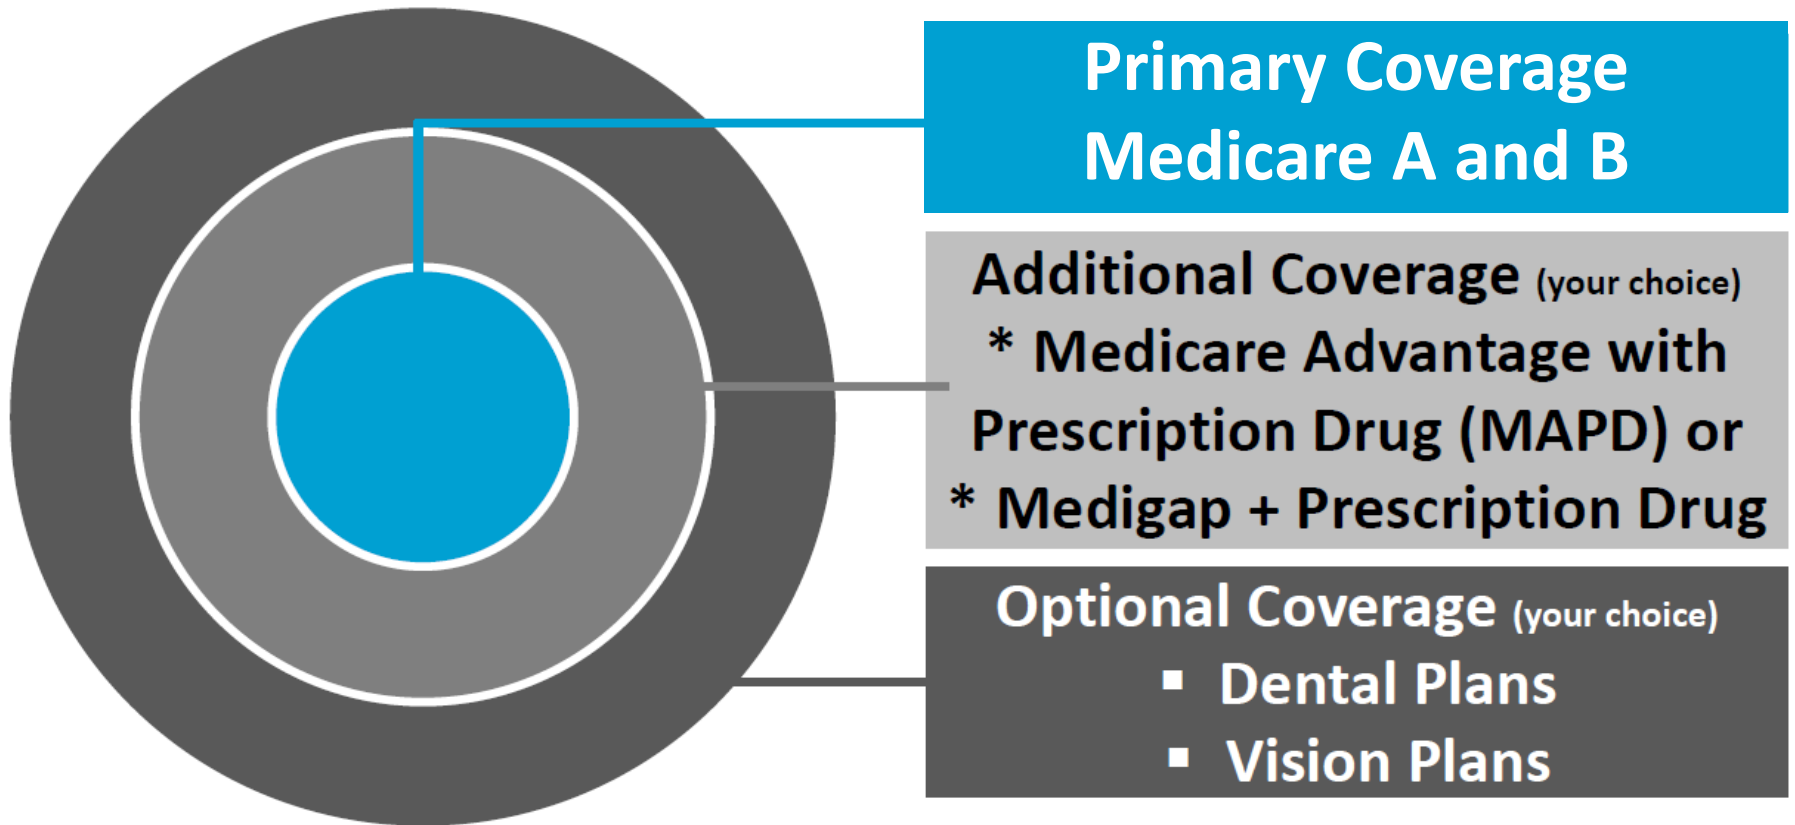 Primary Coverage
Medicare A and B
Additional Coverage (your choice)
* Medicare Advantage with
Prescription Drug (MAPD) or
* Medigap + Prescription Drug
Optional Coverage (your choice)
▪ Dental Plans
▪ Vision Plans